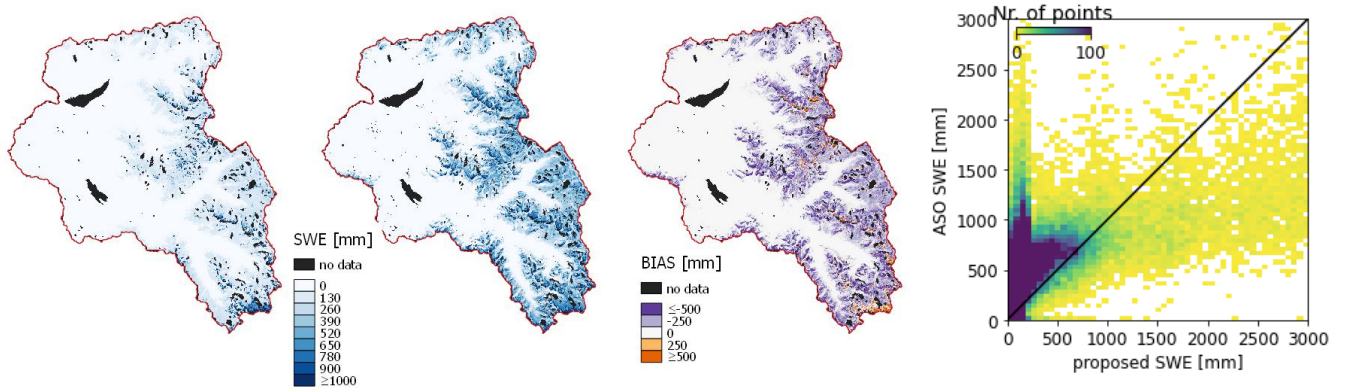 SWE [mm]
no data
0
130
260
390
520
650
780
900
≥1000
BIAS [mm]
no data
≤-500
-250
0
250
≥500
Nr. of points
0 100
3000
2500
2000
1500
1000
500
0
ASO SWE [mm]
0 500 1000 1500 2000 2500 3000
proposed SWE [mm]